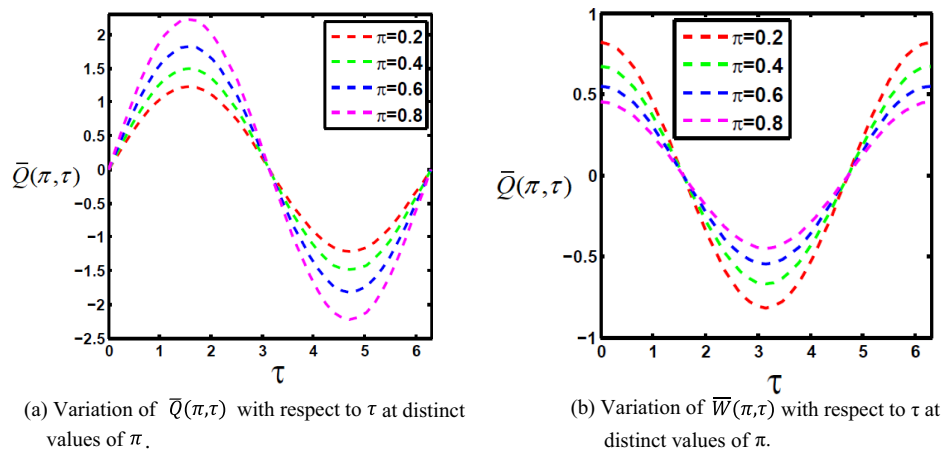 2
1.5
1
0.5
0
−0.5
−1
−1.5
−2
−2.5
Q̅(π,τ)
π=0.2
π=0.4
π=0.6
π=0.8
0 1 2 3 4 5 6
τ
(a) Variation of Q̅(π,τ) with respect to τ at distinct
values of π.
1
0.5
0
−0.5
−1
Q̅(π,τ)
π=0.2
π=0.4
π=0.6
π=0.8
0 1 2 3 4 5 6
τ
(b) Variation of W̅(π,τ) with respect to τ at
distinct values of π.